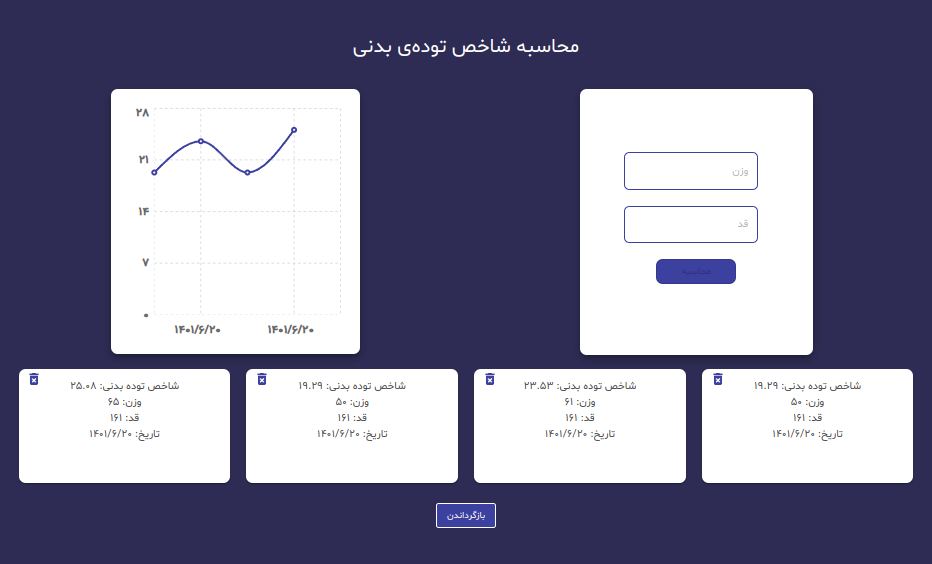 محاسبه شاخص توده‌ی بدنی
وزن
قد
محاسبه
۲۸
۲۱
۱۴
۷
۰
۱۴۰۱/۶/۲۰
۱۴۰۱/۶/۲۰
شاخص توده بدنی: ۱۹.۲۹
وزن: ۵۰
قد: ۱۶۱
تاریخ: ۱۴۰۱/۶/۲۰
شاخص توده بدنی: ۲۳.۵۳
وزن: ۶۱
قد: ۱۶۱
تاریخ: ۱۴۰۱/۶/۲۰
شاخص توده بدنی: ۱۹.۲۹
وزن: ۵۰
قد: ۱۶۱
تاریخ: ۱۴۰۱/۶/۲۰
شاخص توده بدنی: ۲۵.۰۸
وزن: ۶۵
قد: ۱۶۱
تاریخ: ۱۴۰۱/۶/۲۰
بازگرداندن